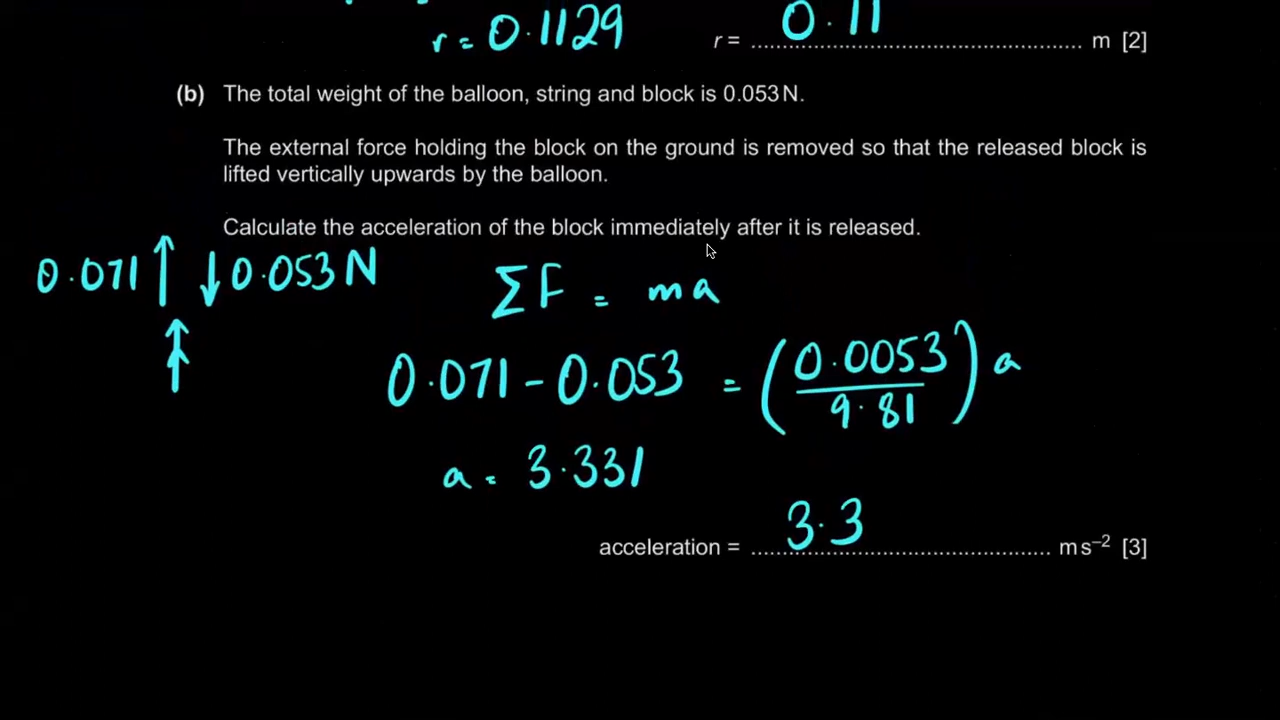 r = 0.1129 r = 0.11 m [2]
(b) The total weight of the balloon, string and block is 0.053 N.
The external force holding the block on the ground is removed so that the released block is
lifted vertically upwards by the balloon.
Calculate the acceleration of the block immediately after it is released.
0.071 ↑ ↓ 0.053 N ΣF = ma
0.071 - 0.053 = (0.0053/9.81) a
a = 3.331
acceleration = 3.3 m s⁻² [3]